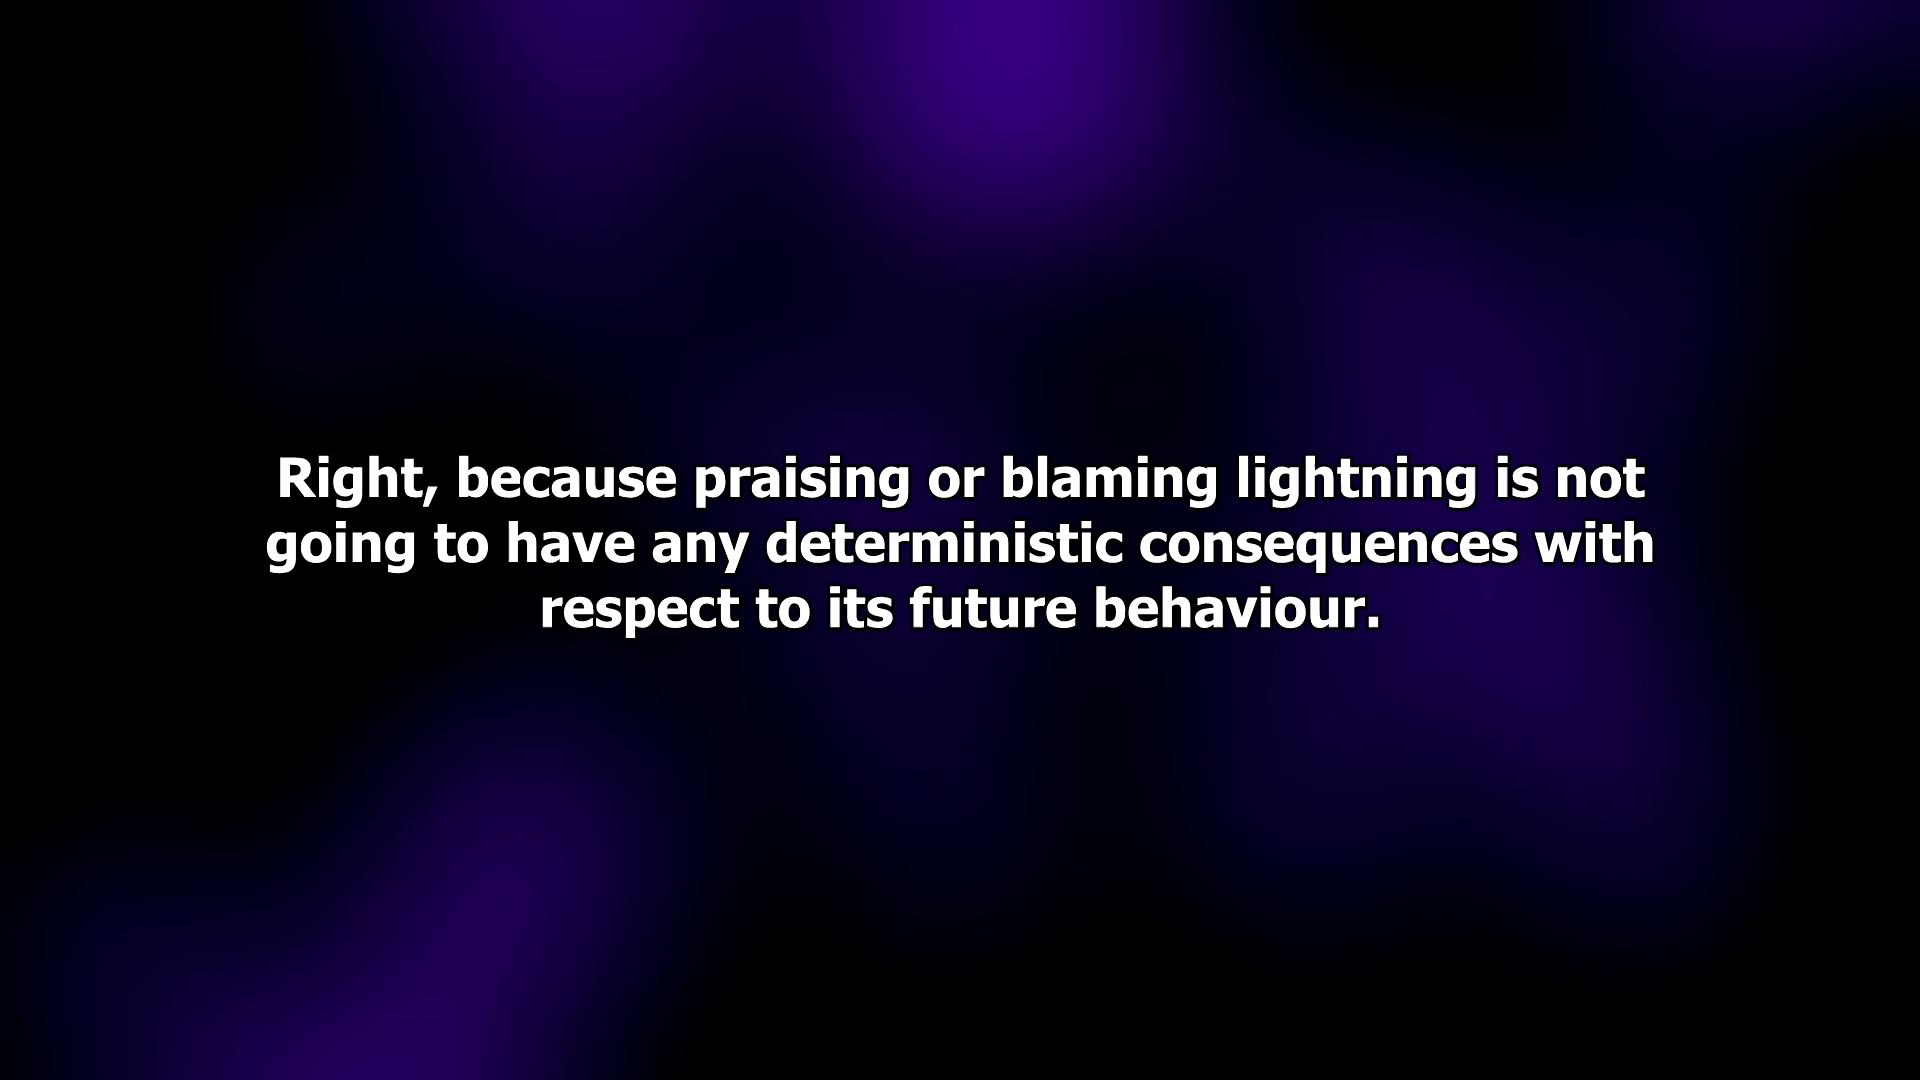 Right, because praising or blaming lightning is not
going to have any deterministic consequences with
respect to its future behaviour.